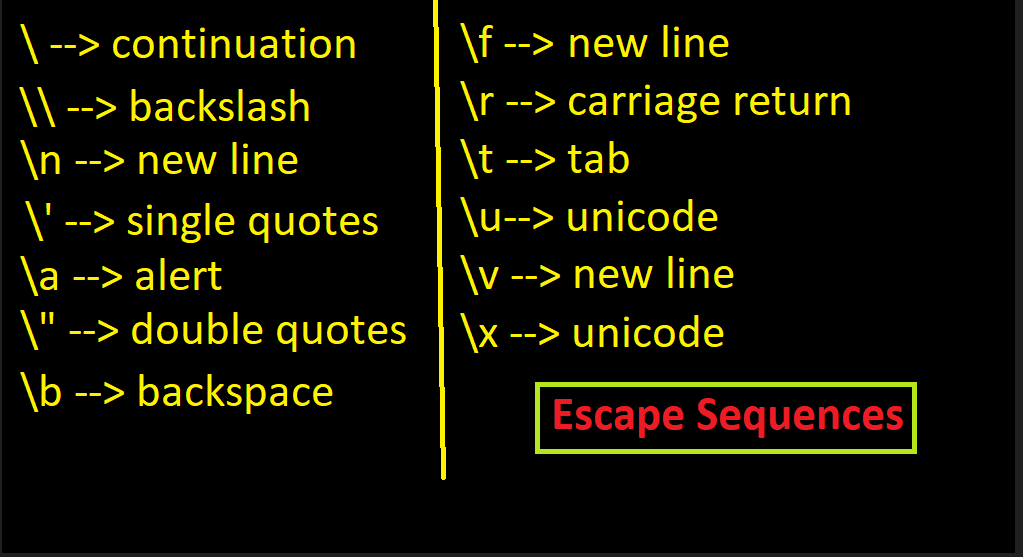 \ --> continuation
\\ --> backslash
\n --> new line
\' --> single quotes
\a --> alert
\" --> double quotes
\b --> backspace
\f --> new line
\r --> carriage return
\t --> tab
\u--> unicode
\v --> new line
\x --> unicode
Escape Sequences